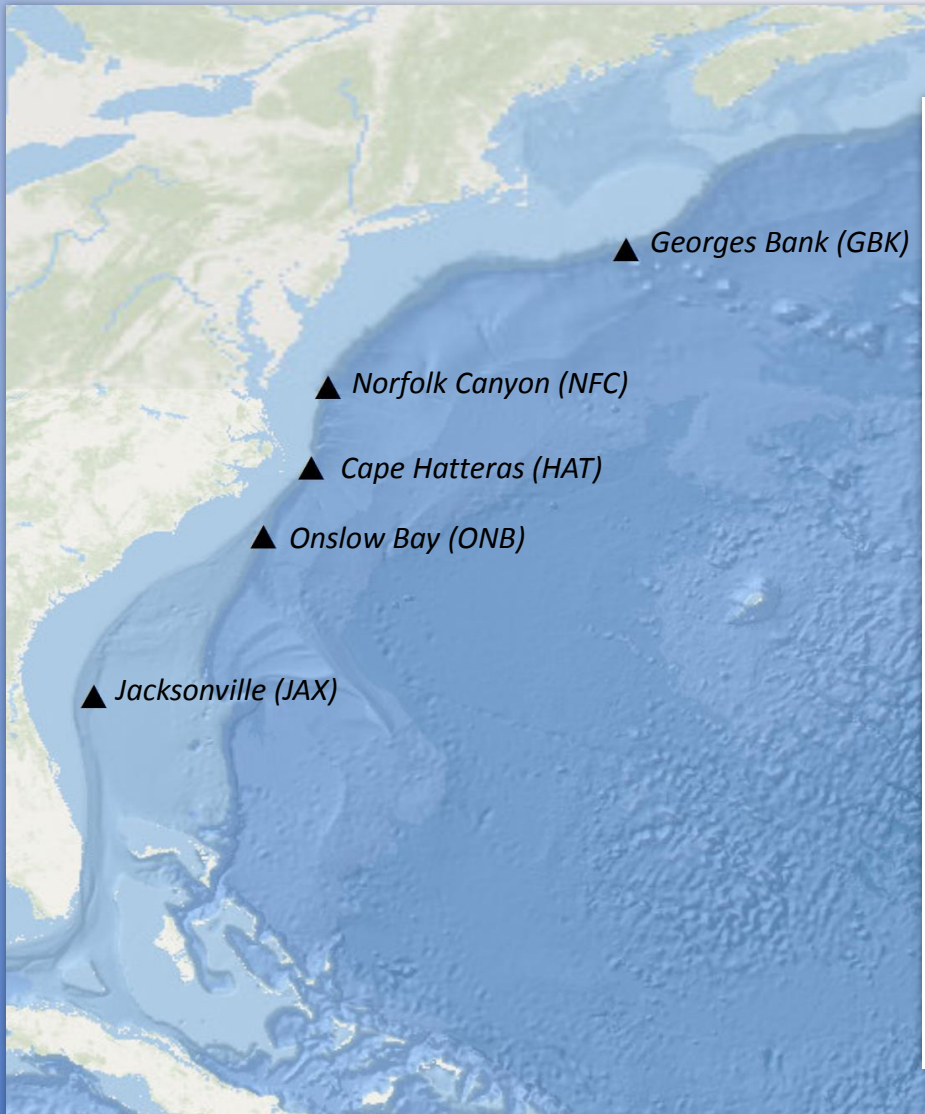 Georges Bank (GBK)
Norfolk Canyon (NFC)
Cape Hatteras (HAT)
Onslow Bay (ONB)
Jacksonville (JAX)